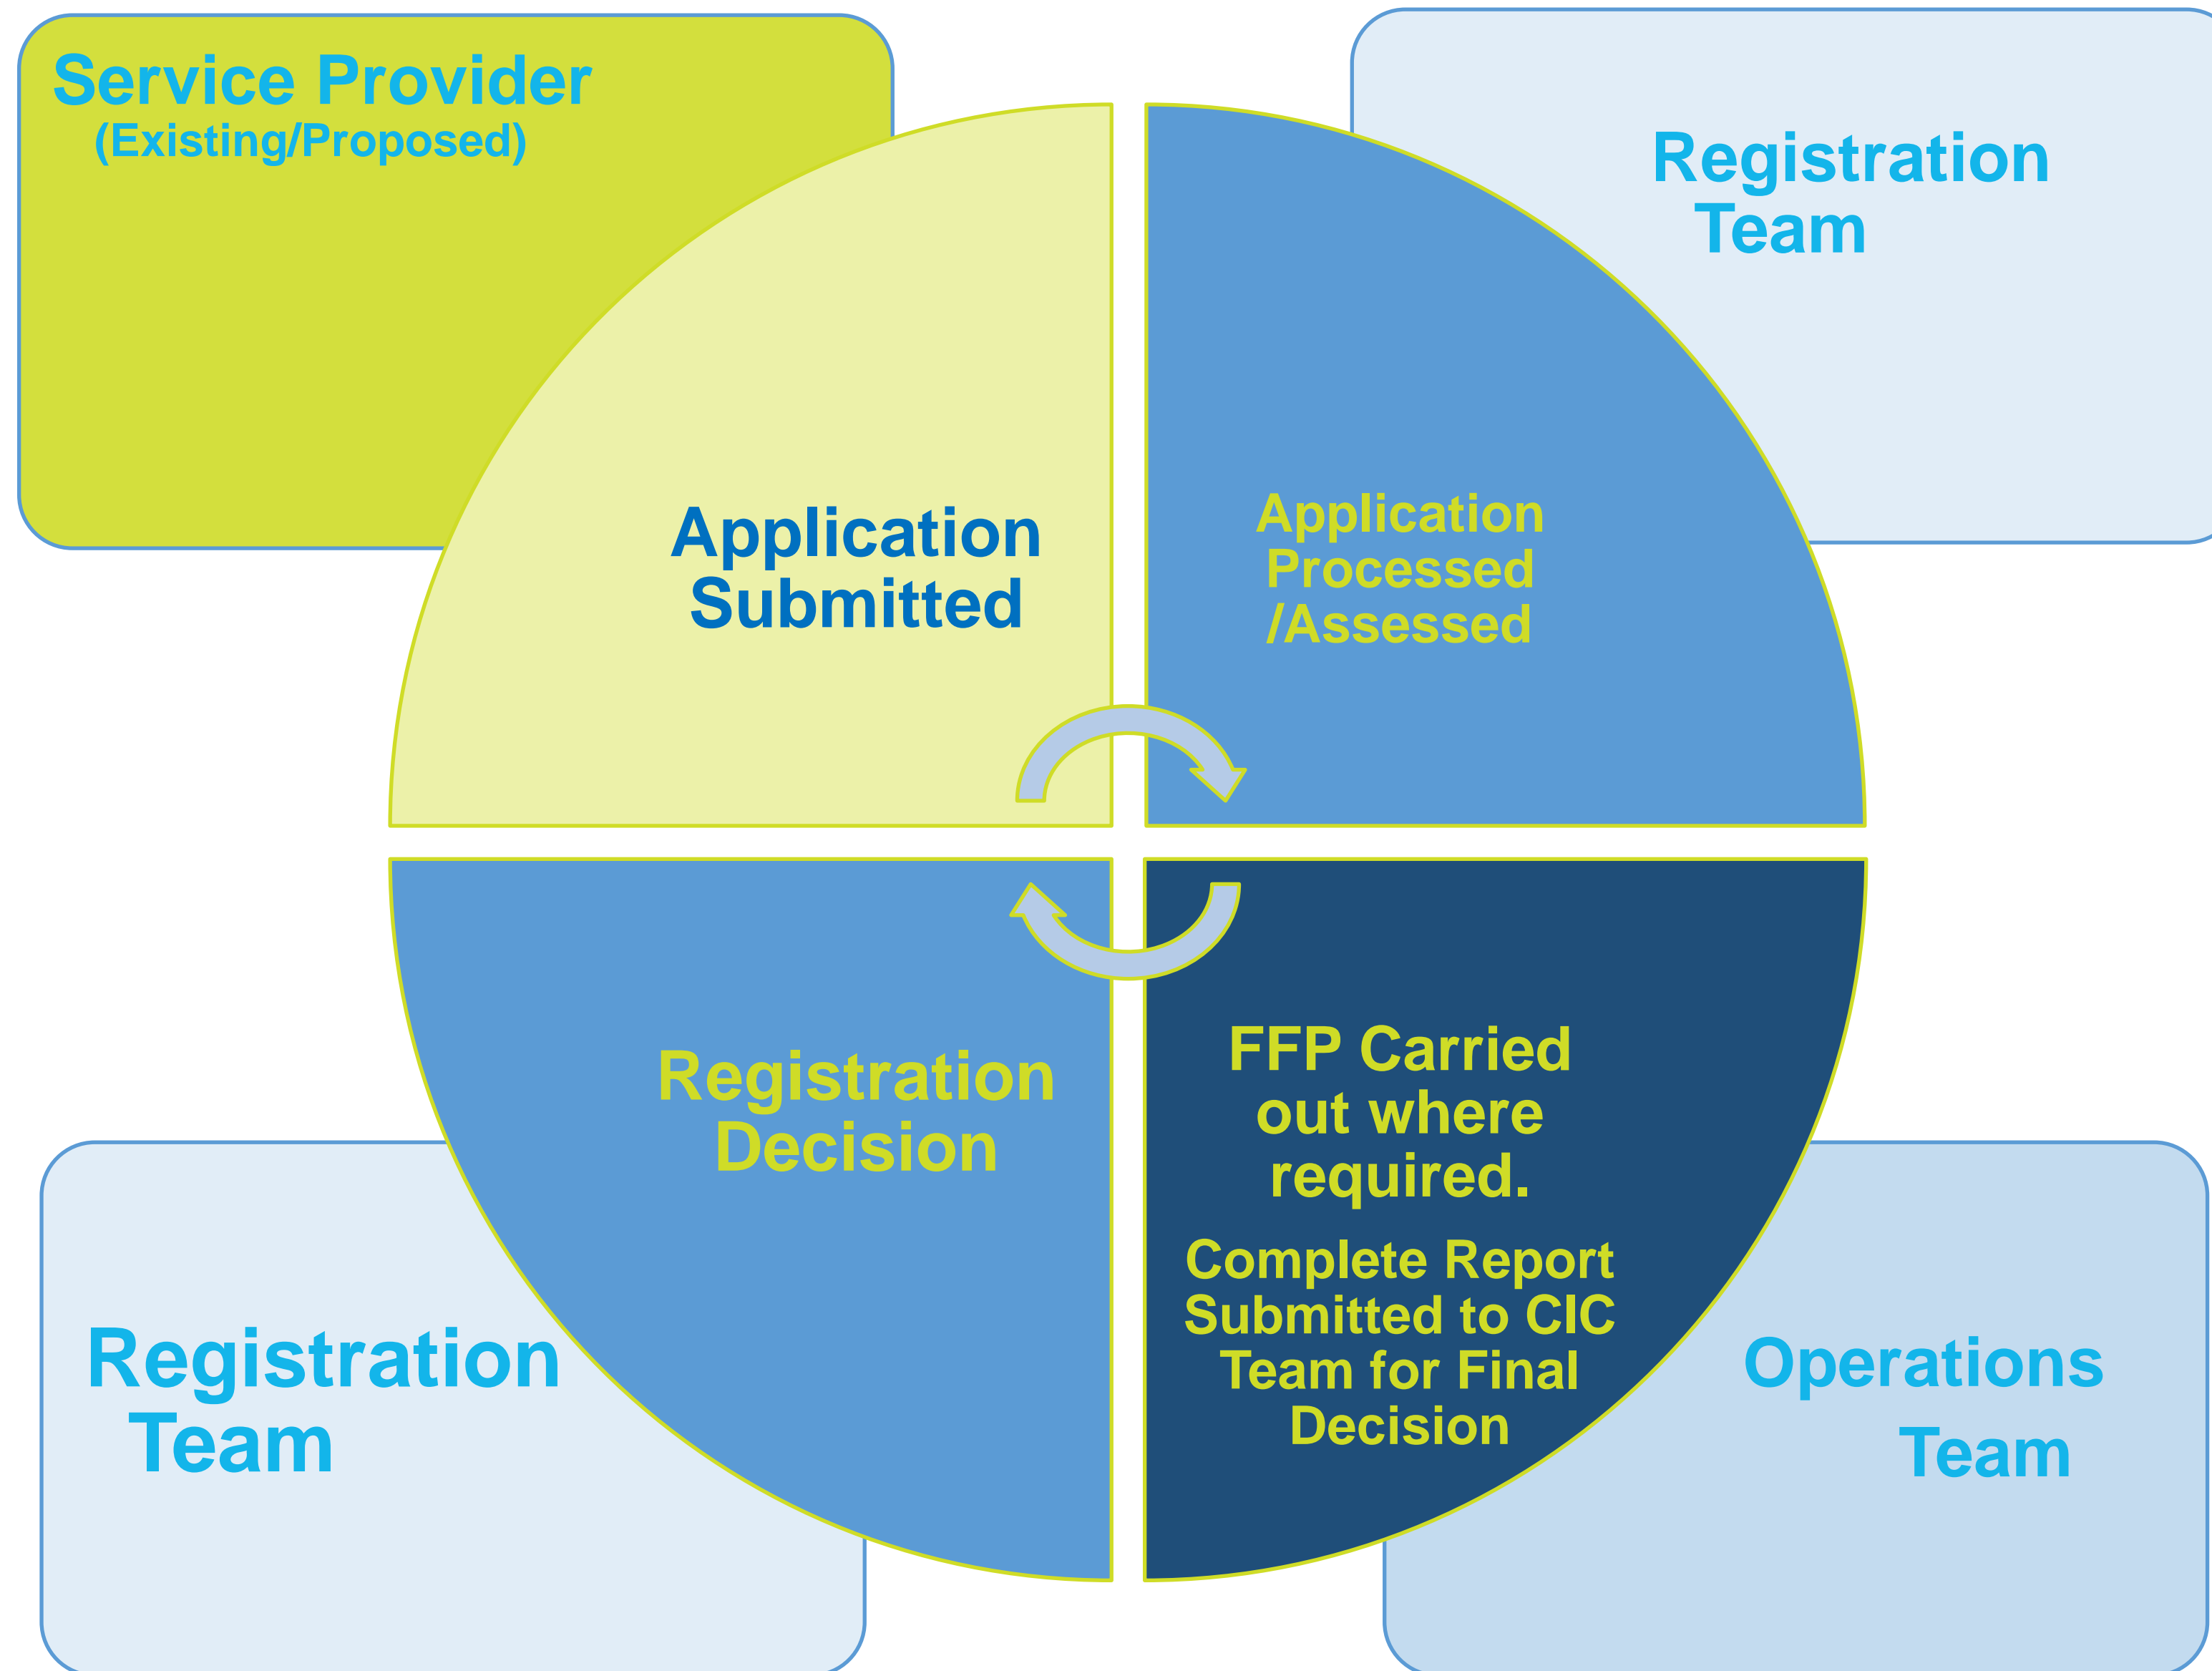 Service Provider
(Existing/Proposed)
Registration
Team
Application
Submitted
Application
Processed
/Assessed
Registration
Decision
FFP Carried
out where
required.
Complete Report
Submitted to CIC
Team for Final
Decision
Registration
Team
Operations
Team